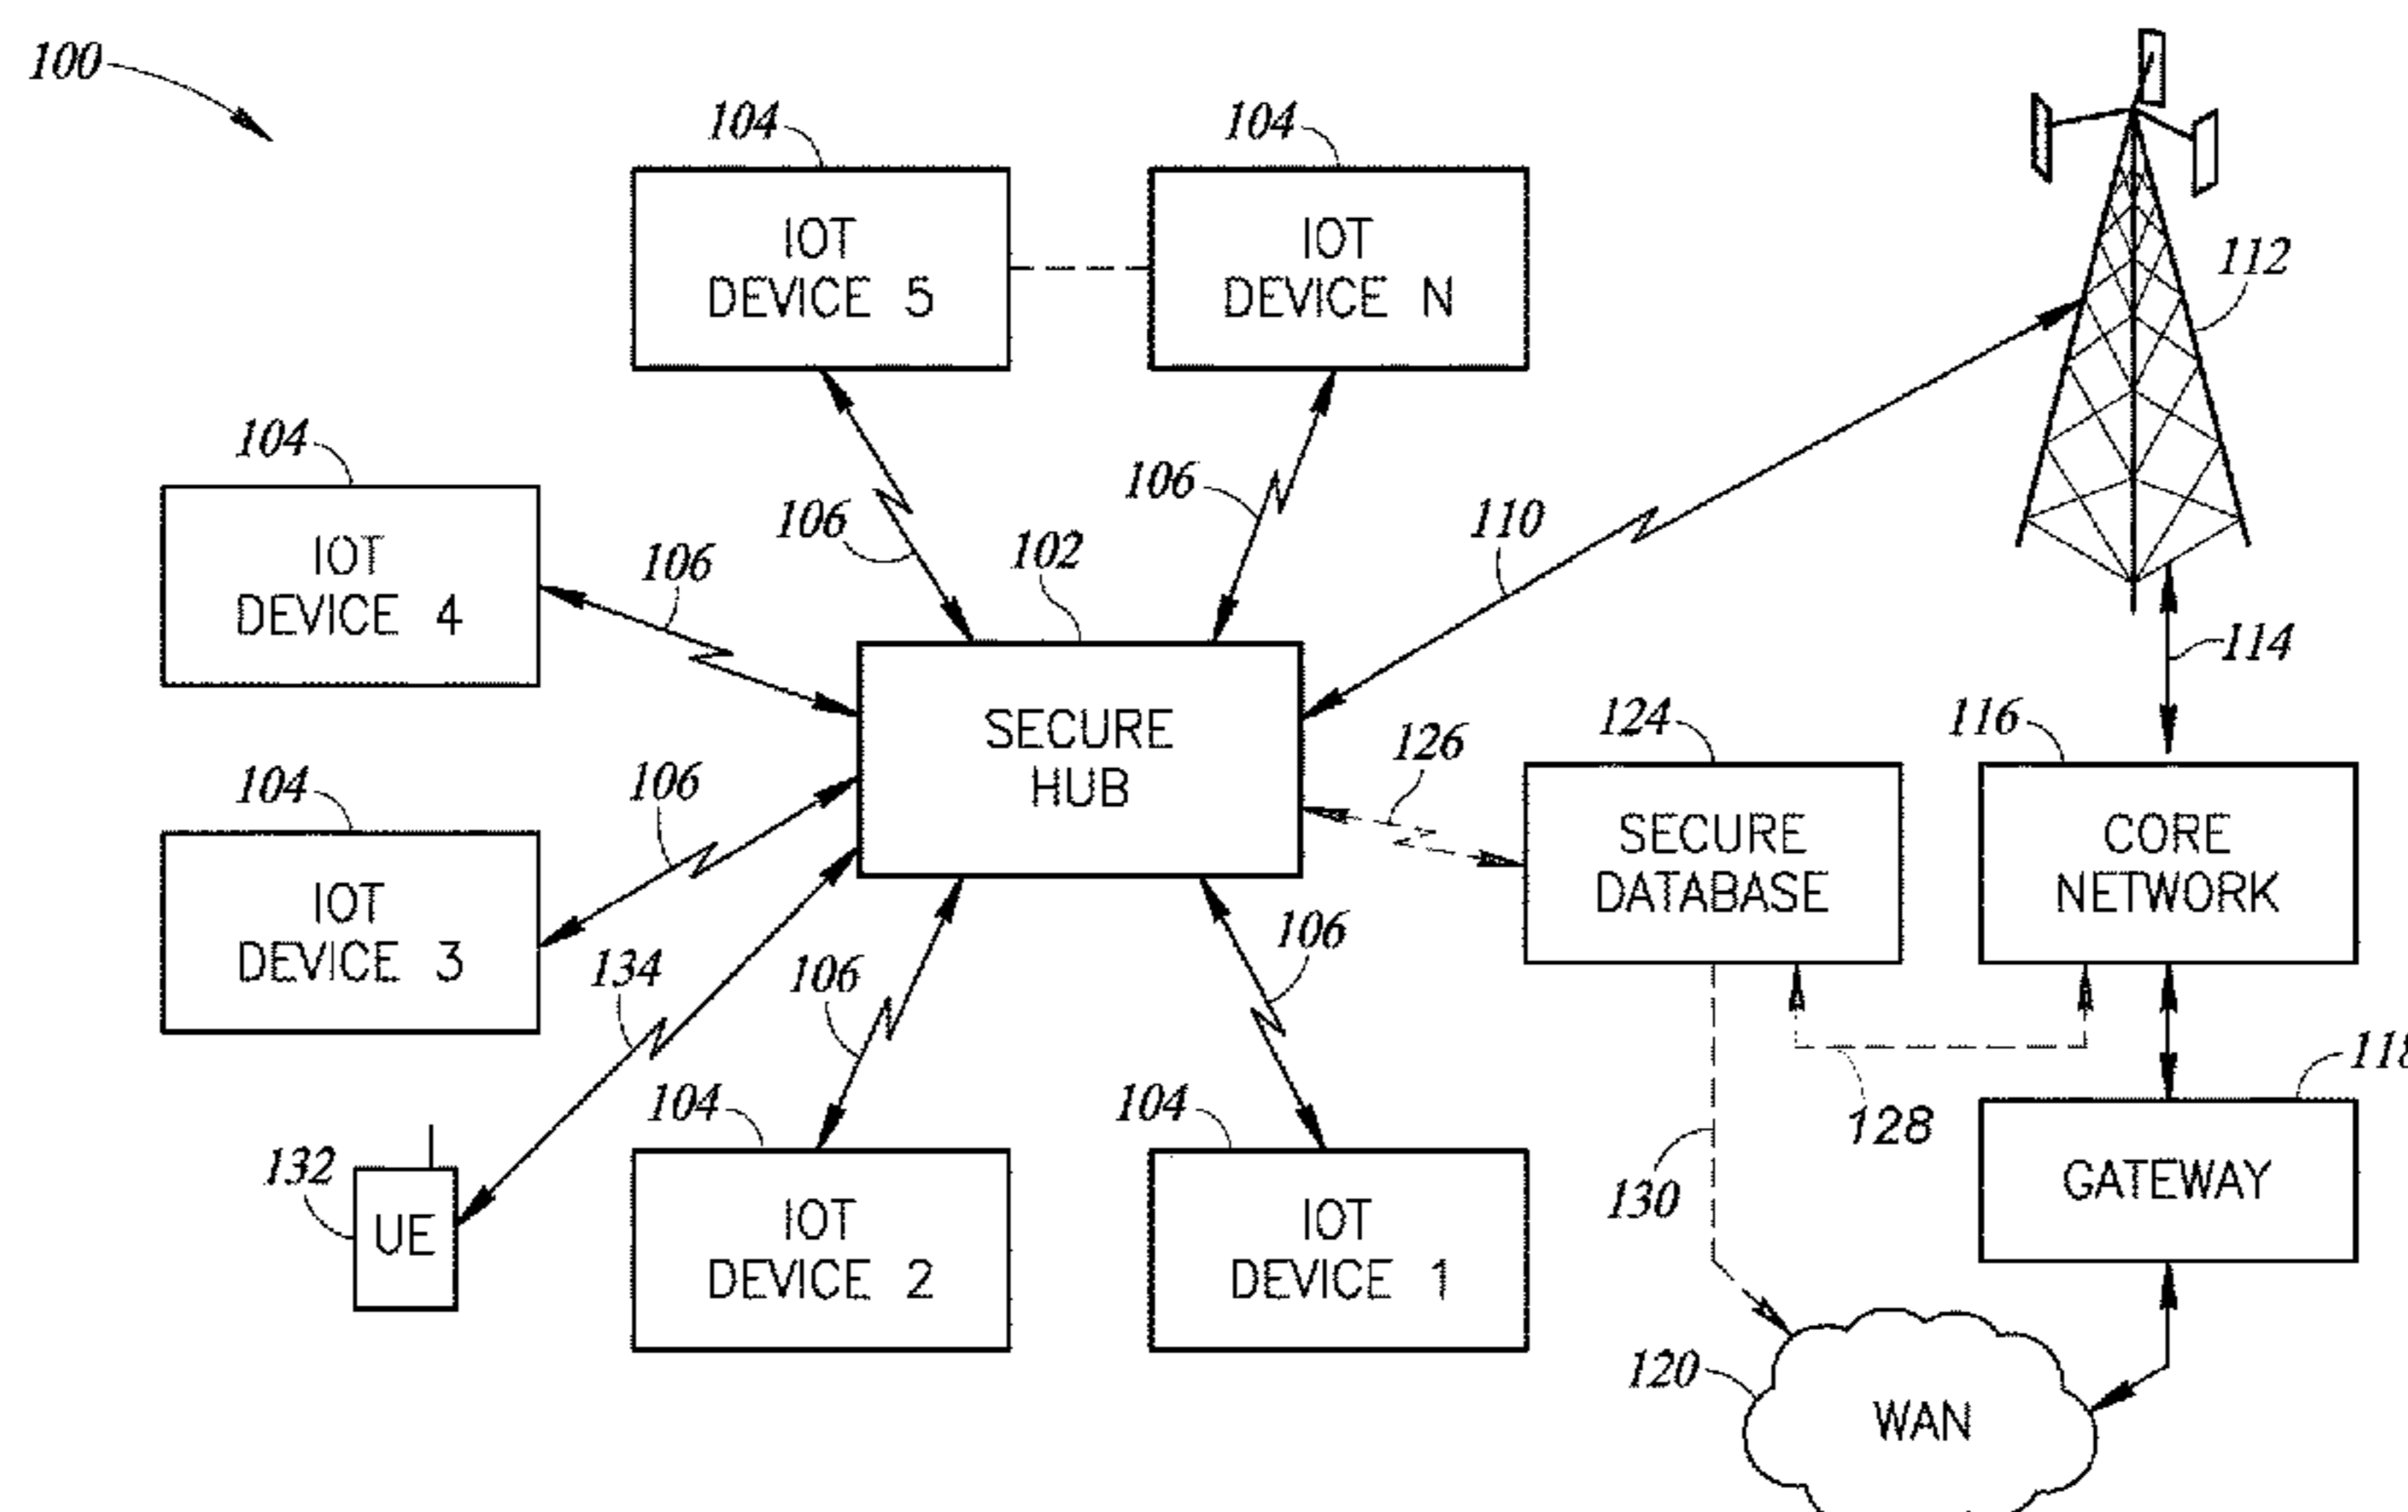 100
104
104
IOT
DEVICE 5
IOT
DEVICE N
112
104
106
106
110
IOT
DEVICE 4
106
102
114
SECURE
HUB
126
124
116
104
106
SECURE
DATABASE
CORE
NETWORK
IOT
DEVICE 3
134
106
106
118
104
104
128
132
UE
IOT
DEVICE 2
IOT
DEVICE 1
130
GATEWAY
120
WAN